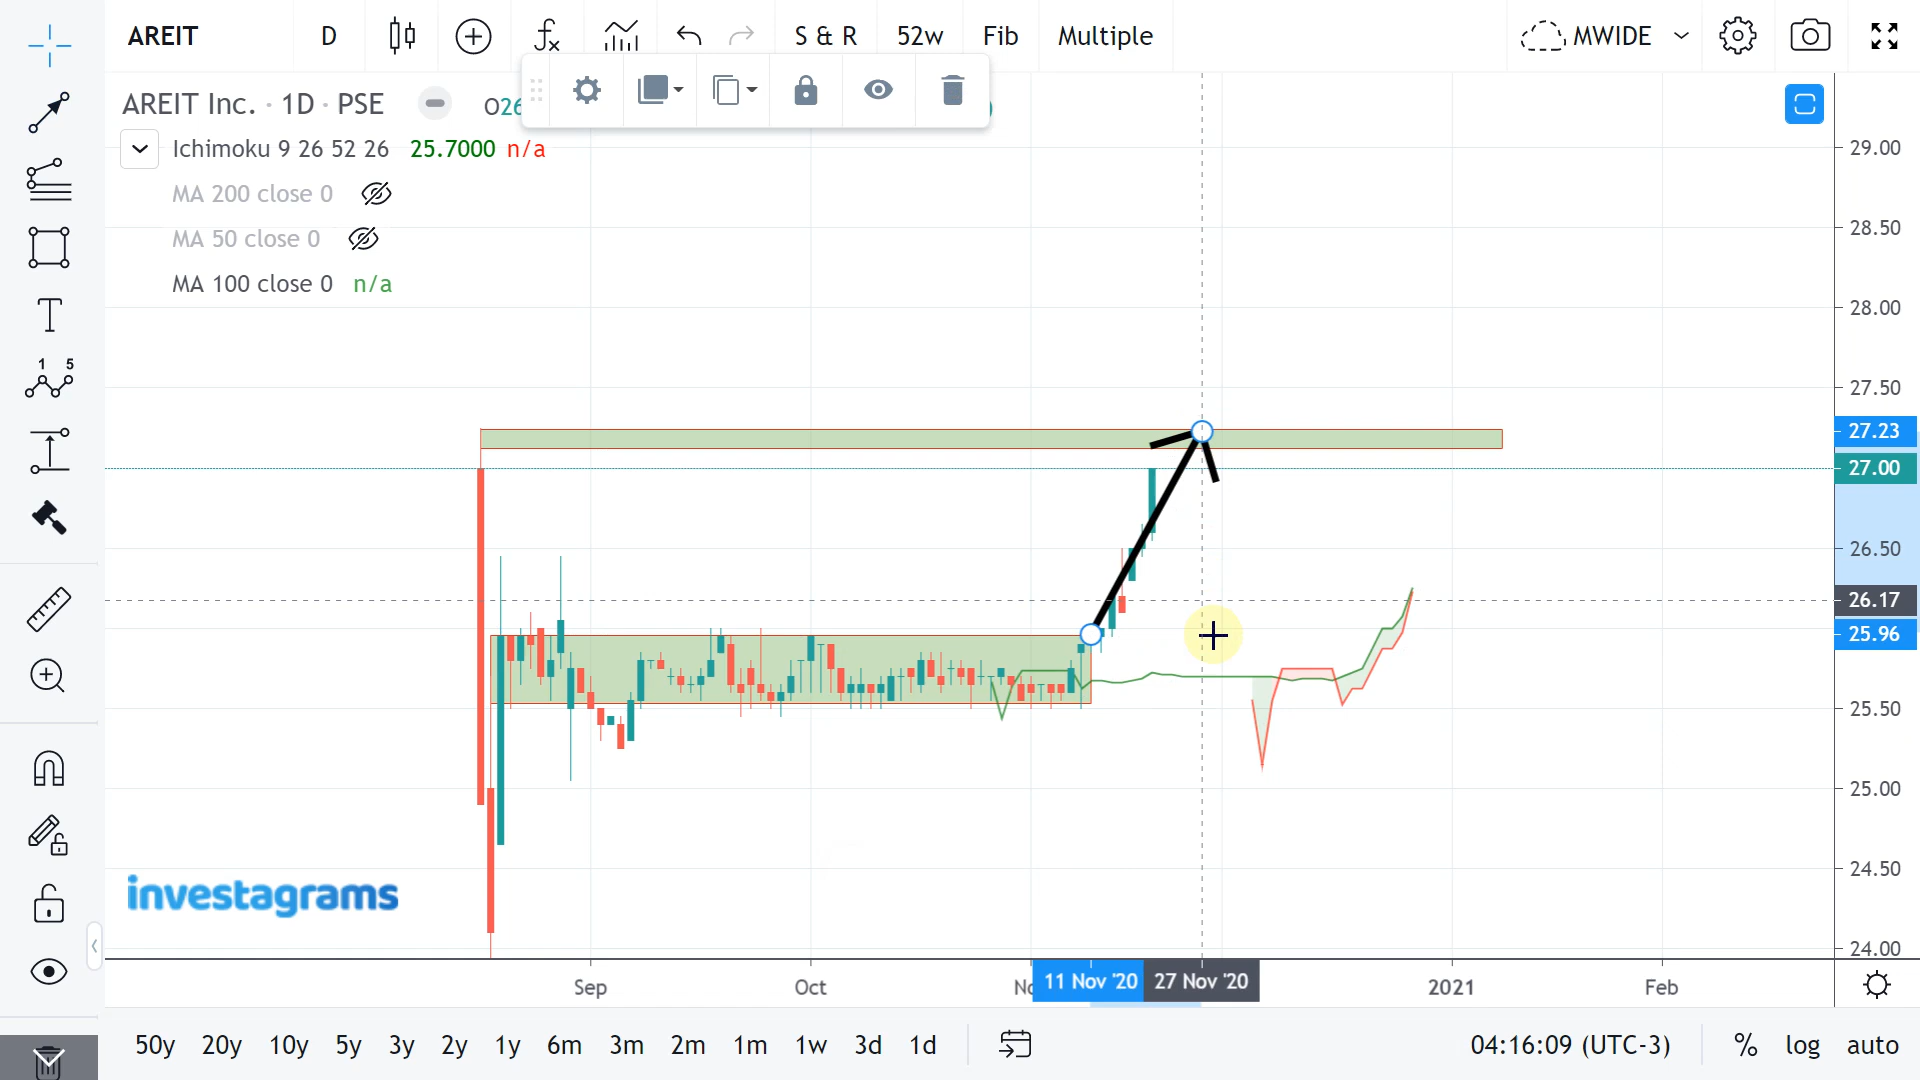 AREIT D S & R 52w Fib Multiple MWIDE
AREIT Inc. · 1D · PSE O26
Ichimoku 9 26 52 26 25.7000 n/a
MA 200 close 0
MA 50 close 0
MA 100 close 0 n/a
1 5
29.00
28.50
28.00
27.50
27.23
27.00
26.50
26.17
25.96
25.50
25.00
24.50
24.00
investagrams
Sep Oct No 11 Nov '20 27 Nov '20 2021 Feb
50y 20y 10y 5y 3y 2y 1y 6m 3m 2m 1m 1w 3d 1d 04:16:09 (UTC-3) % log auto